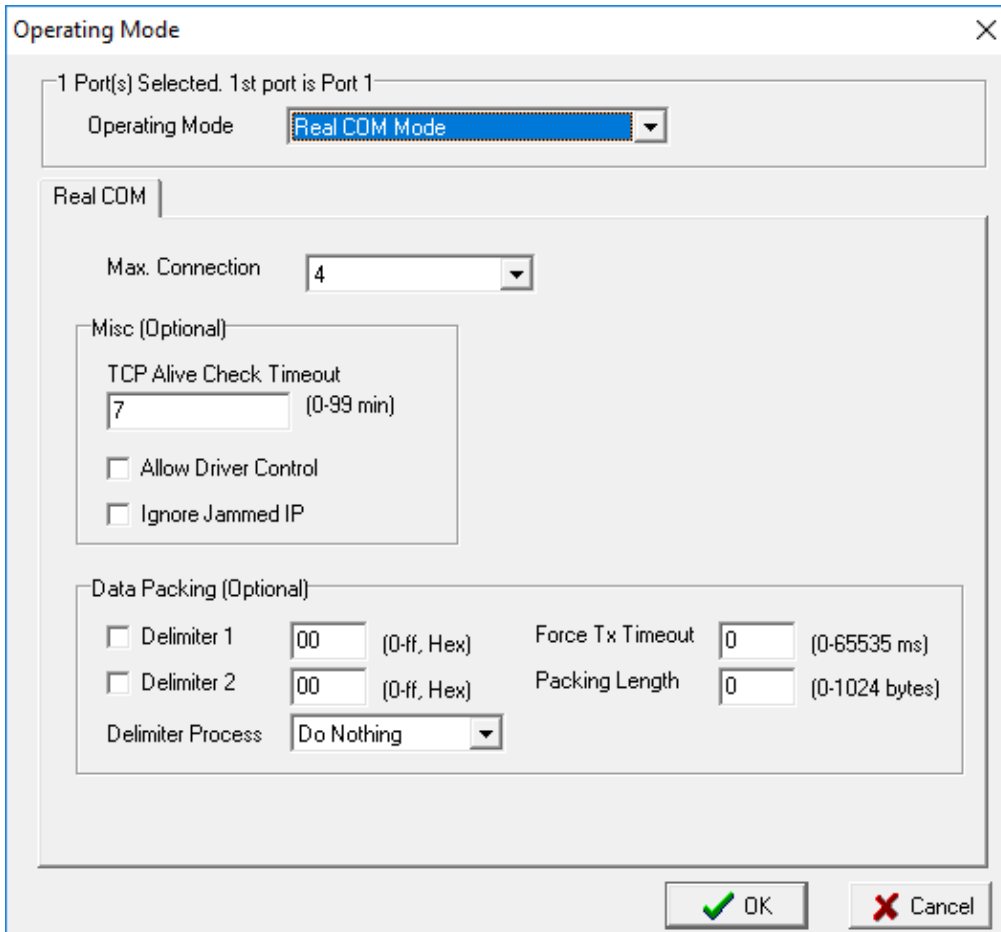 Operating Mode
1 Port(s) Selected. 1st port is Port 1
Operating Mode Real COM Mode
Real COM
Max. Connection 4
Misc (Optional)
TCP Alive Check Timeout
7 (0-99 min)
Allow Driver Control
Ignore Jammed IP
Data Packing (Optional)
Delimiter 1 00 (0-ff, Hex) Force Tx Timeout 0 (0-65535 ms)
Delimiter 2 00 (0-ff, Hex) Packing Length 0 (0-1024 bytes)
Delimiter Process Do Nothing
OK Cancel